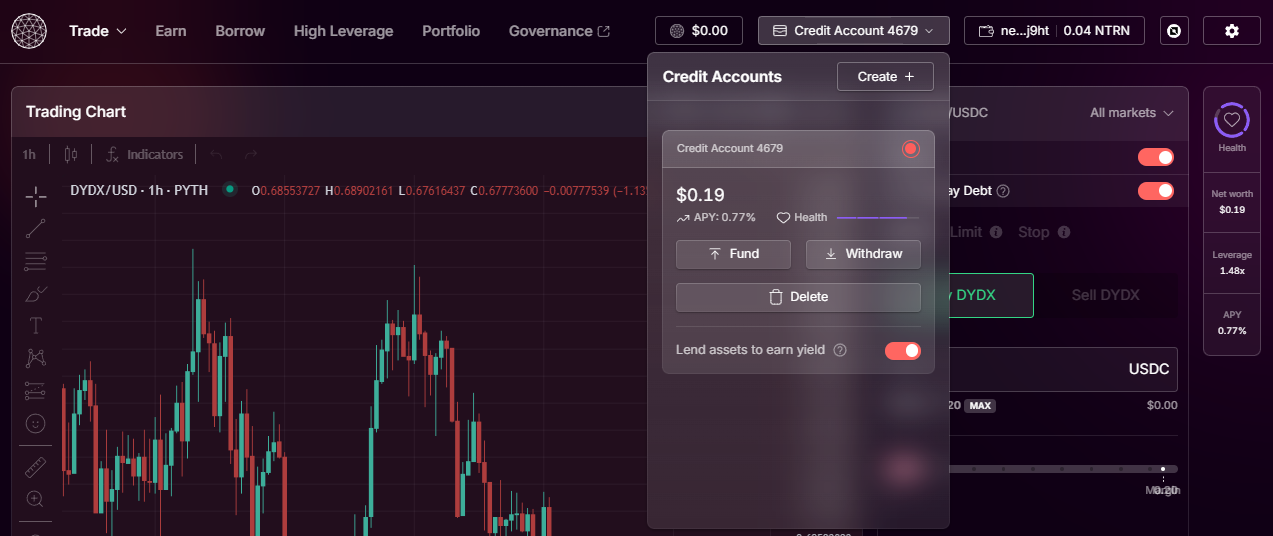 Trade Earn Borrow High Leverage Portfolio Governance $0.00 Credit Account 4679 ne...j9ht 0.04 NTRN
Credit Accounts Create +
Trading Chart
/USDC All markets
1h Indicators
Credit Account 4679
Health
DYDX/USD · 1h · PYTH O0.68553727 H0.68902161 L0.67616437 C0.67773600 −0.00777539 (−1.13
ay Debt
$0.19
Net worth
$0.19
APY: 0.77% Health
Limit Stop
Fund Withdraw
Leverage
1.48x
Delete
DYDX Sell DYDX
APY
0.77%
Lend assets to earn yield
USDC
20 MAX $0.00